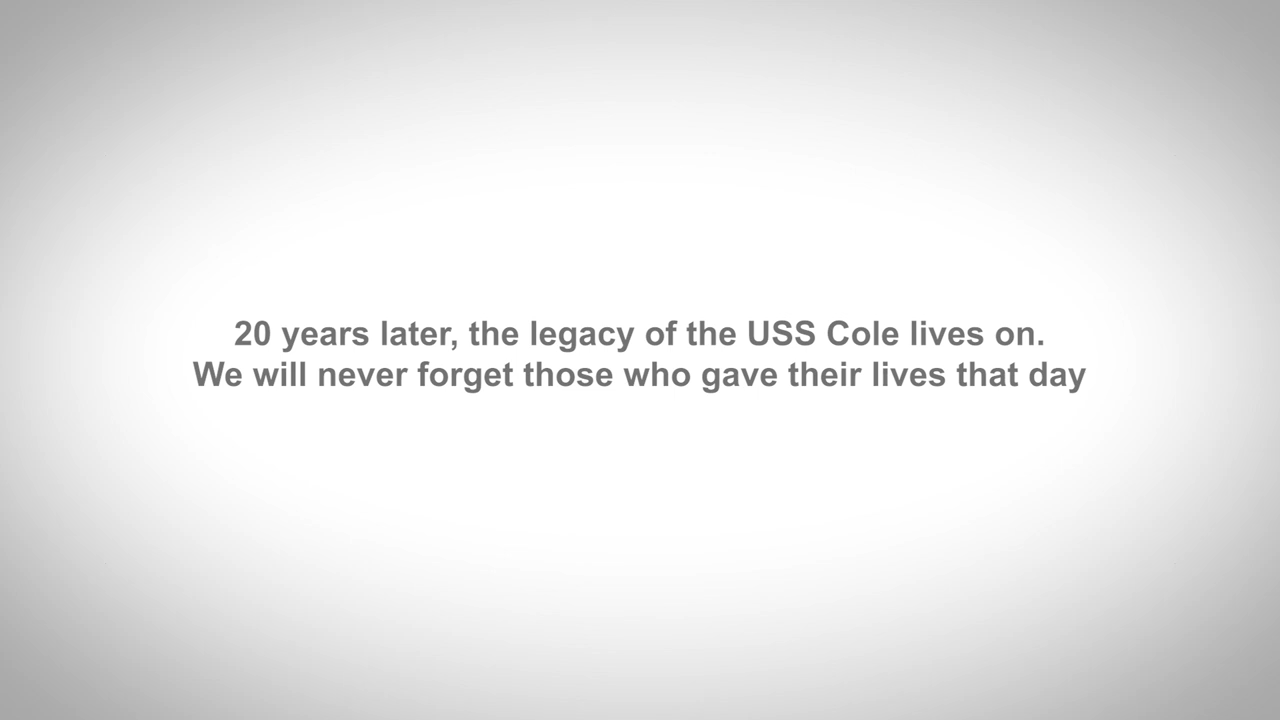 20 years later, the legacy of the USS Cole lives on.
We will never forget those who gave their lives that day